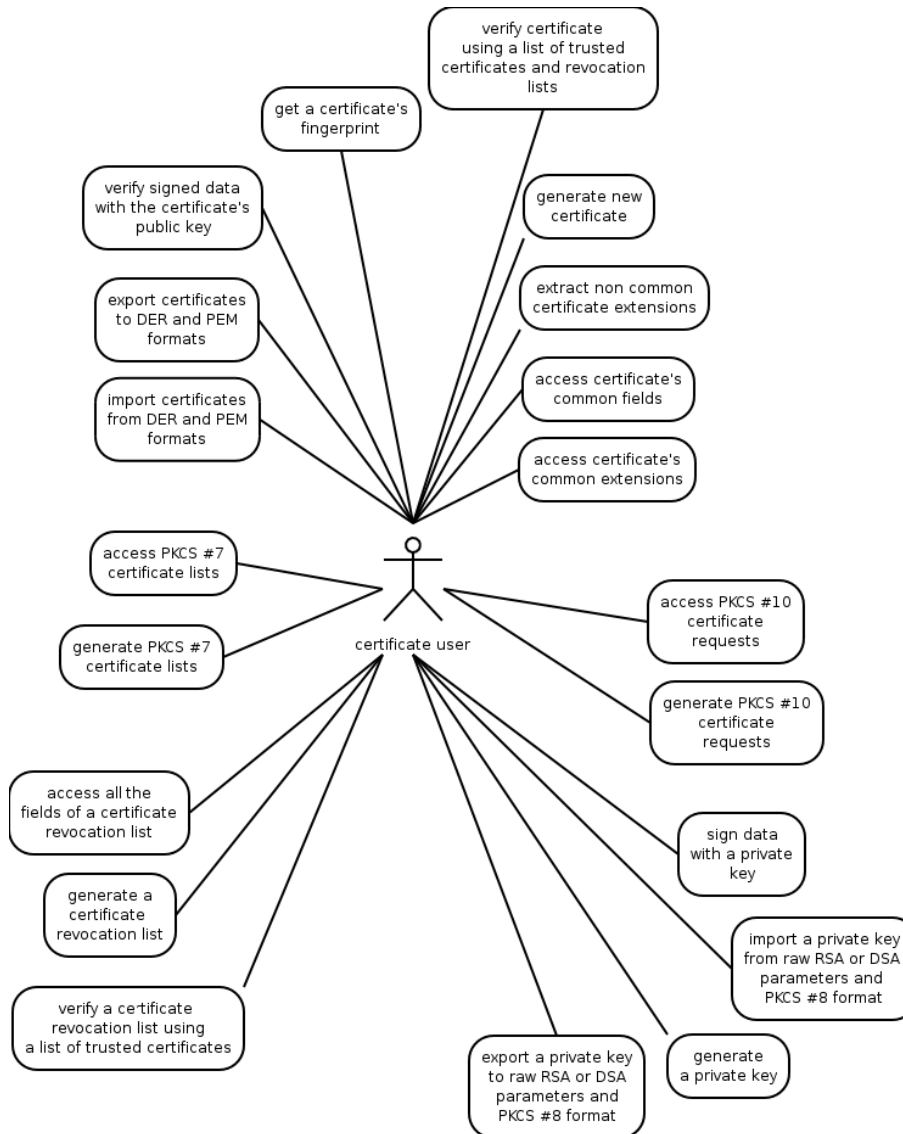 verify certificate
using a list of trusted
certificates and revocation
lists
get a certificate's
fingerprint
verify signed data
with the certificate's
public key
generate new
certificate
export certificates
to DER and PEM
formats
extract non common
certificate extensions
import certificates
from DER and PEM
formats
access certificate's
common fields
access certificate's
common extensions
access PKCS #7
certificate lists
access PKCS #10
certificate
requests
generate PKCS #7
certificate lists
certificate user
generate PKCS #10
certificate
requests
access all the
fields of a certificate
revocation list
sign data
with a private
key
generate a
certificate
revocation list
import a private key
from raw RSA or DSA
parameters and
PKCS #8 format
verify a certificate
revocation list using
a list of trusted certificates
export a private key
to raw RSA or DSA
parameters and
PKCS #8 format
generate
a private key